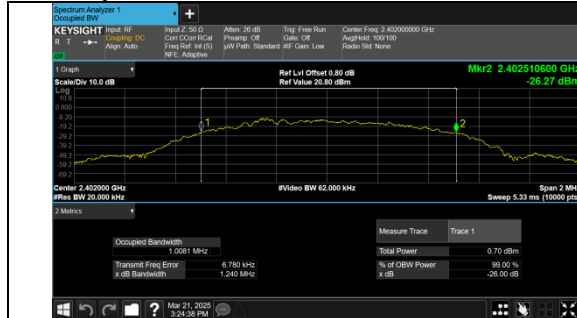 Spectrum Analyzer 1
Occupied BW
+
KEYSIGHT
R T
LXI
Input: RF
Coupling: DC
Align: Auto
Input Z: 50 Ω
Corr CCorr RCal
Freq Ref: Int (S)
NFE: Adaptive
Atten: 26 dB
Preamp: Off
µW Path: Standard
Trig: Free Run
Gate: Off
#IF Gain: Low
Center Freq: 2.402000000 GHz
Avg|Hold: 100/100
Radio Std: None
1 Graph
Scale/Div 10.0 dB
Ref Lvl Offset 0.80 dB
Ref Value 20.80 dBm
Mkr2 2.402510600 GHz
-26.27 dBm
Log
10.8
0.800
-9.20
-19.2
-29.2
-39.2
-49.2
-59.2
-69.2
1
2
Center 2.402000 GHz
#Res BW 20.000 kHz
#Video BW 62.000 kHz
Span 2 MHz
Sweep 5.33 ms (10000 pts)
2 Metrics
Measure Trace Trace 1
Occupied Bandwidth
1.0081 MHz
Total Power 0.70 dBm
Transmit Freq Error 6.780 kHz
% of OBW Power 99.00 %
x dB Bandwidth 1.240 MHz
x dB -26.00 dB
?
Mar 21, 2025
3:24:38 PM